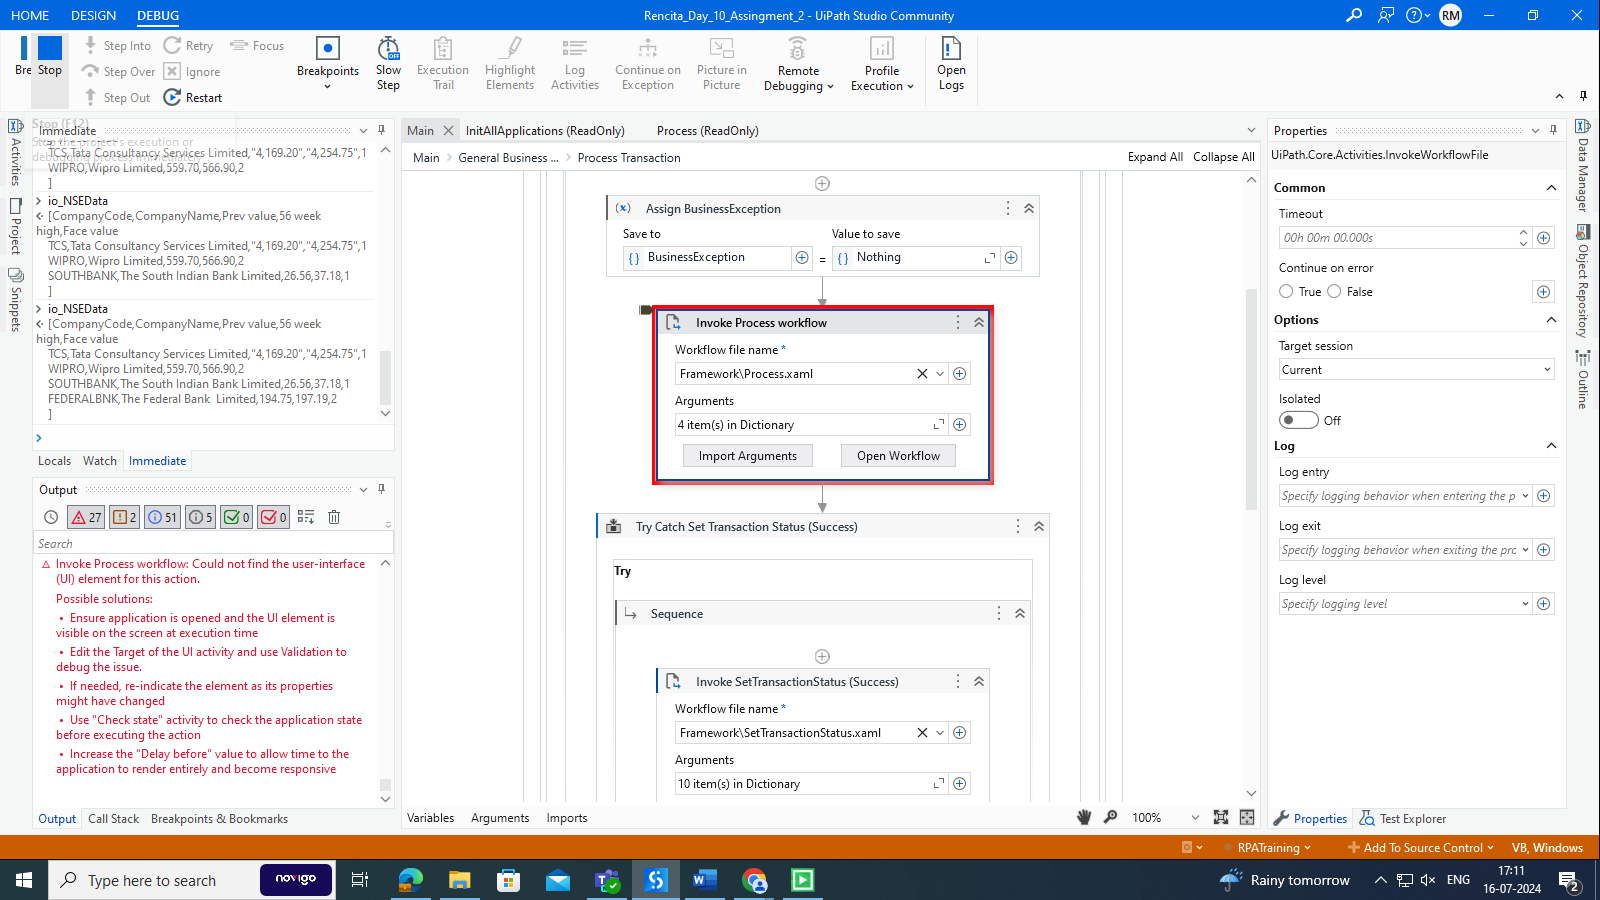 HOME DESIGN DEBUG
Rencita_Day_10_Assingment_2 - UiPath Studio Community
RM
Bre
Stop
Step Into
Step Over
Step Out
Retry
Ignore
Restart
Focus
Breakpoints
Slow
Step
OFF
Execution
Trail
Highlight
Elements
Log
Activities
Continue on
Exception
Picture in
Picture
Remote
Debugging
Profile
Execution
Open
Logs
Stop (F12)
Stop the project's execution or
debugging process immediately
Activities
Project
Snippets
Immediate
TCS,Tata Consultancy Services Limited,"4,169.20","4,254.75",1
WIPRO,Wipro Limited,559.70,566.90,2
]
io_NSEData
[CompanyCode,CompanyName,Prev value,56 week
high,Face value
TCS,Tata Consultancy Services Limited,"4,169.20","4,254.75",1
WIPRO,Wipro Limited,559.70,566.90,2
SOUTHBANK,The South Indian Bank Limited,26.56,37.18,1
]
io_NSEData
[CompanyCode,CompanyName,Prev value,56 week
high,Face value
TCS,Tata Consultancy Services Limited,"4,169.20","4,254.75",1
WIPRO,Wipro Limited,559.70,566.90,2
SOUTHBANK,The South Indian Bank Limited,26.56,37.18,1
FEDERALBNK,The Federal Bank  Limited,194.75,197.19,2
]
Locals Watch Immediate
Output
27 2 51 5 0 0
Search
Invoke Process workflow: Could not find the user-interface
(UI) element for this action.
Possible solutions:
• Ensure application is opened and the UI element is
visible on the screen at execution time
• Edit the Target of the UI activity and use Validation to
debug the issue.
• If needed, re-indicate the element as its properties
might have changed
• Use "Check state" activity to check the application state
before executing the action
• Increase the "Delay before" value to allow time to the
application to render entirely and become responsive
Output Call Stack Breakpoints & Bookmarks
Main InitAllApplications (ReadOnly) Process (ReadOnly)
Main > General Business ... > Process Transaction
Expand All Collapse All
Assign BusinessException
Save to Value to save
BusinessException = Nothing
Invoke Process workflow
Workflow file name *
Framework\Process.xaml
Arguments
4 item(s) in Dictionary
Import Arguments Open Workflow
Try Catch Set Transaction Status (Success)
Try
Sequence
Invoke SetTransactionStatus (Success)
Workflow file name *
Framework\SetTransactionStatus.xaml
Arguments
10 item(s) in Dictionary
Variables Arguments Imports
100%
Properties
UiPath.Core.Activities.InvokeWorkflowFile
Common
Timeout
00h 00m 00.000s
Continue on error
True False
Options
Target session
Current
Isolated
Off
Log
Log entry
Specify logging behavior when entering the p
Log exit
Specify logging behavior when exiting the prc
Log level
Specify logging level
Properties Test Explorer
Data Manager
Object Repository
Outline
RPATraining Add To Source Control VB, Windows
Type here to search
novigo
Rainy tomorrow
ENG
17:11
16-07-2024
2